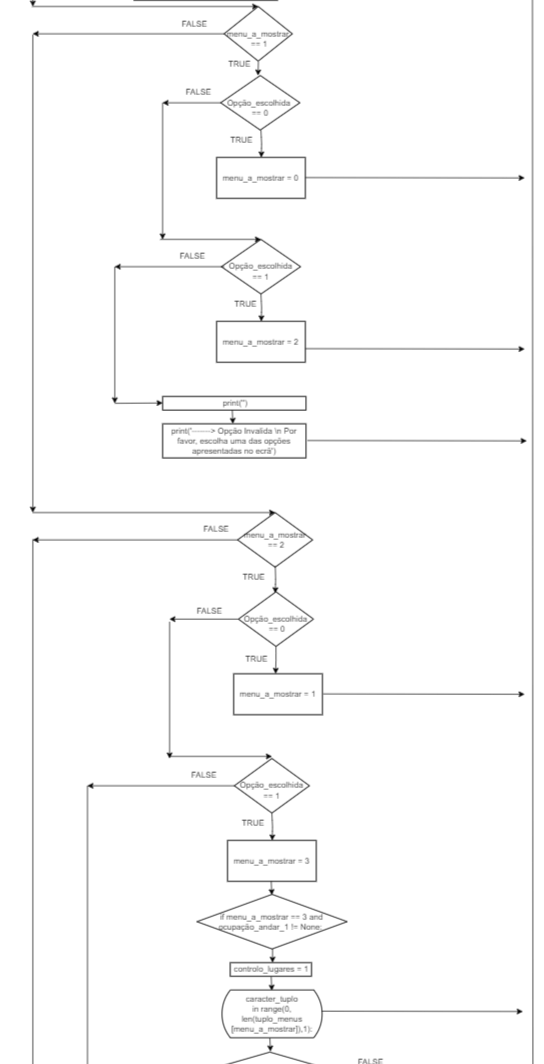 FALSE
menu_a_mostrar
== 1
TRUE
FALSE
Opção_escolhida
== 0
TRUE
menu_a_mostrar = 0
FALSE
Opção_escolhida
== 1
TRUE
menu_a_mostrar = 2
print('')
print('------> Opção Invalida \n Por
favor, escolha uma das opções
apresentadas no ecrã')
FALSE
menu_a_mostrar
== 2
TRUE
FALSE
Opção_escolhida
== 0
TRUE
menu_a_mostrar = 1
FALSE
Opção_escolhida
== 1
TRUE
menu_a_mostrar = 3
if menu_a_mostrar == 3 and
ocupação_andar_1 != None:
controlo_lugares = 1
caracter_tuplo
in range(0,
len(tuplo_menus
[menu_a_mostrar]),1):
FALSE